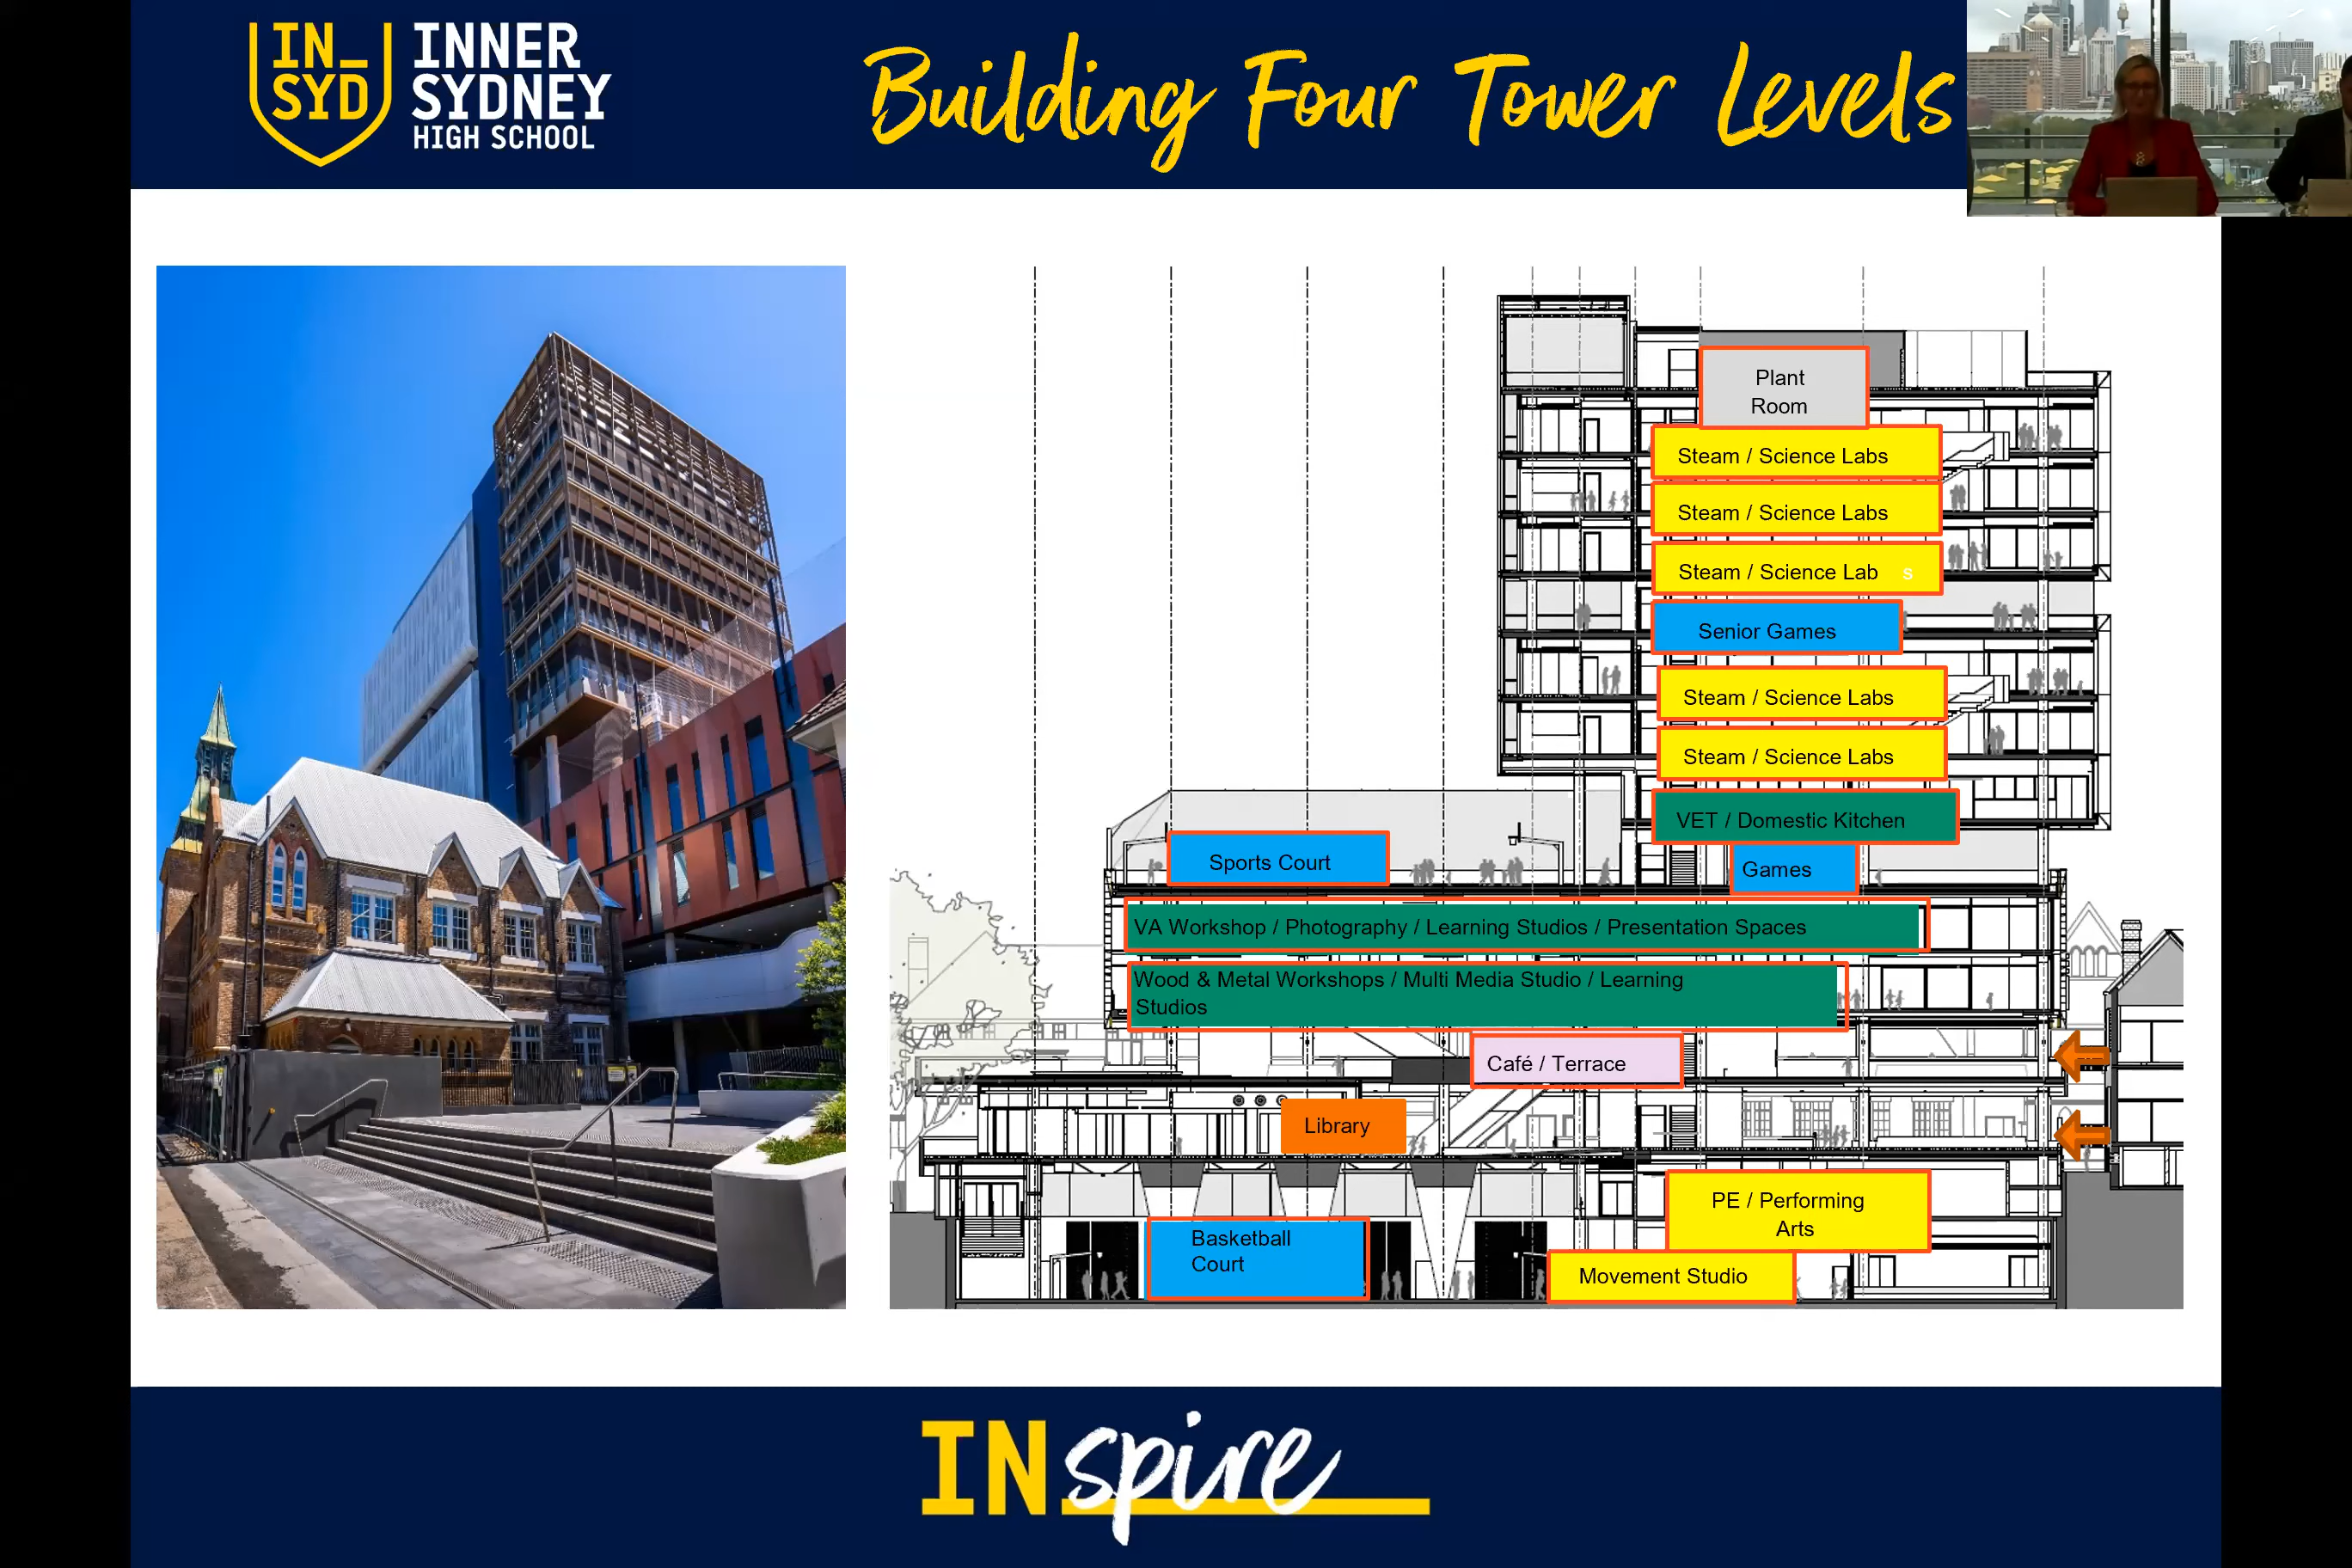 IN_
SYD
INNER
SYDNEY
HIGH SCHOOL
Building Four Tower Levels
Plant
Room
Steam / Science Labs
Steam / Science Labs
Steam / Science Lab s
Senior Games
Steam / Science Labs
Steam / Science Labs
VET / Domestic Kitchen
Sports Court
Games
VA Workshop / Photography / Learning Studios / Presentation Spaces
Wood & Metal Workshops / Multi Media Studio / Learning
Studios
Café / Terrace
Library
PE / Performing
Arts
Basketball
Court
Movement Studio
INspire